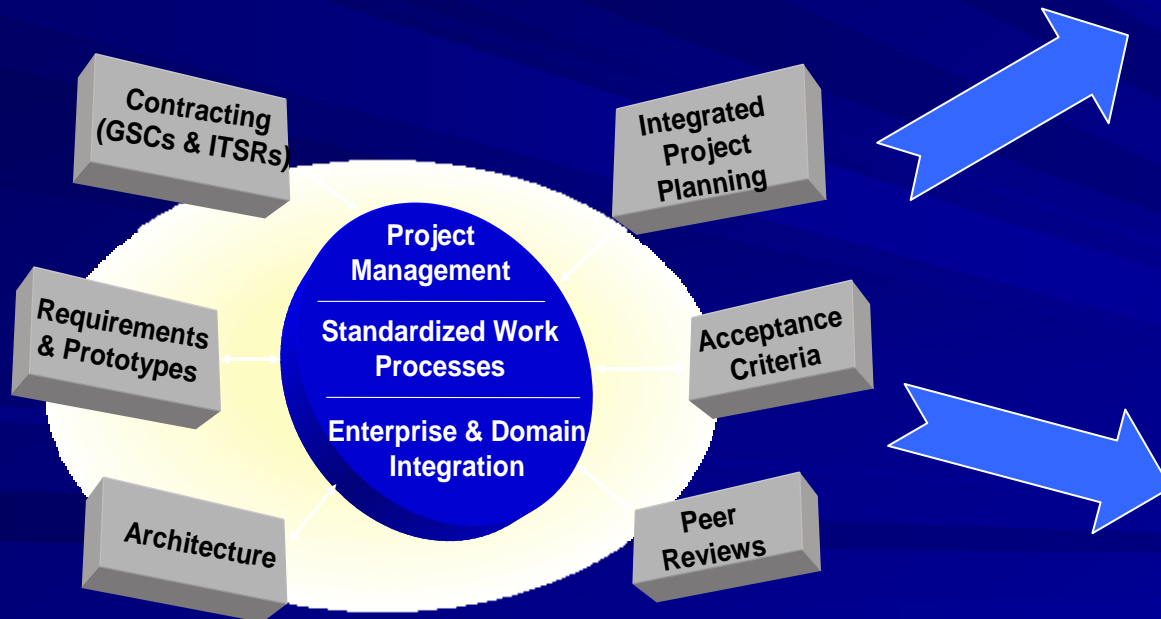 Contracting
(GSCs & ITSRs)
Integrated
Project
Planning
Project
Management
Requirements
& Prototypes
Standardized Work
Processes
Acceptance
Criteria
Enterprise & Domain
Integration
Architecture
Peer
Reviews